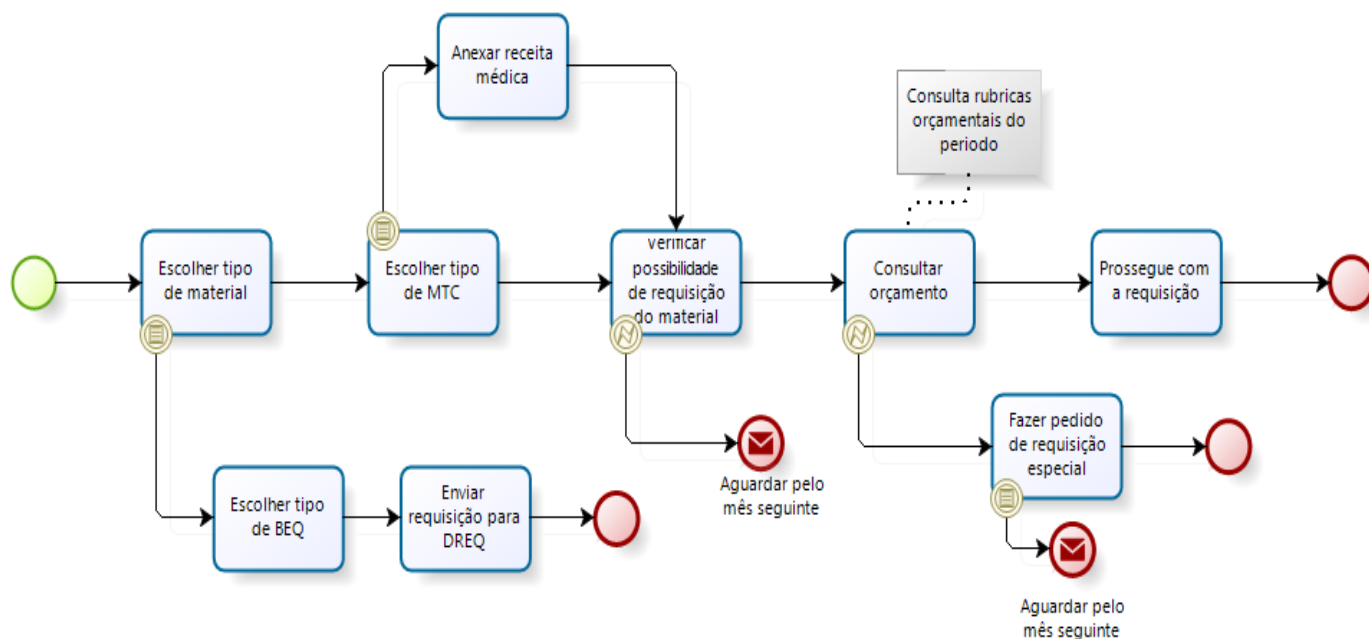 Anexar receita
médica
Consulta rubricas
orçamentais do
periodo
Escolher tipo
de material
Escolher tipo
de MTC
verificar
possibilidade
de requisição
do material
Consultar
orçamento
Prossegue com
a requisição
Escolher tipo
de BEQ
Enviar
requisição para
DREQ
Aguardar pelo
mês seguinte
Fazer pedido
de requisição
especial
Aguardar pelo
mês seguinte